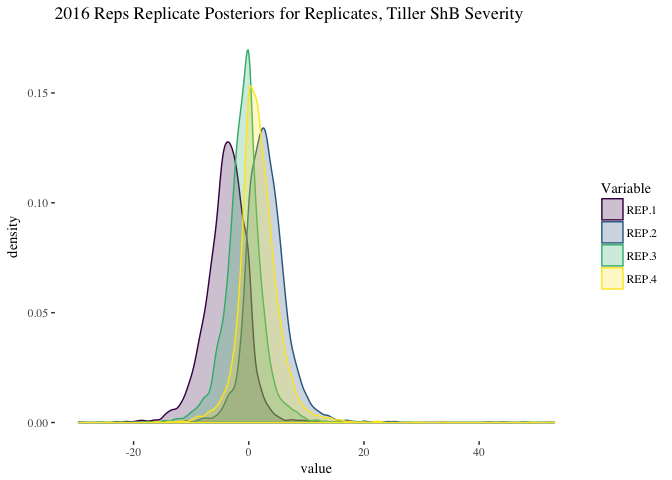 2016 Reps Replicate Posteriors for Replicates, Tiller ShB Severity
0.15
0.10
0.05
0.00
density
-20
0
20
40
value
Variable
REP.1
REP.2
REP.3
REP.4